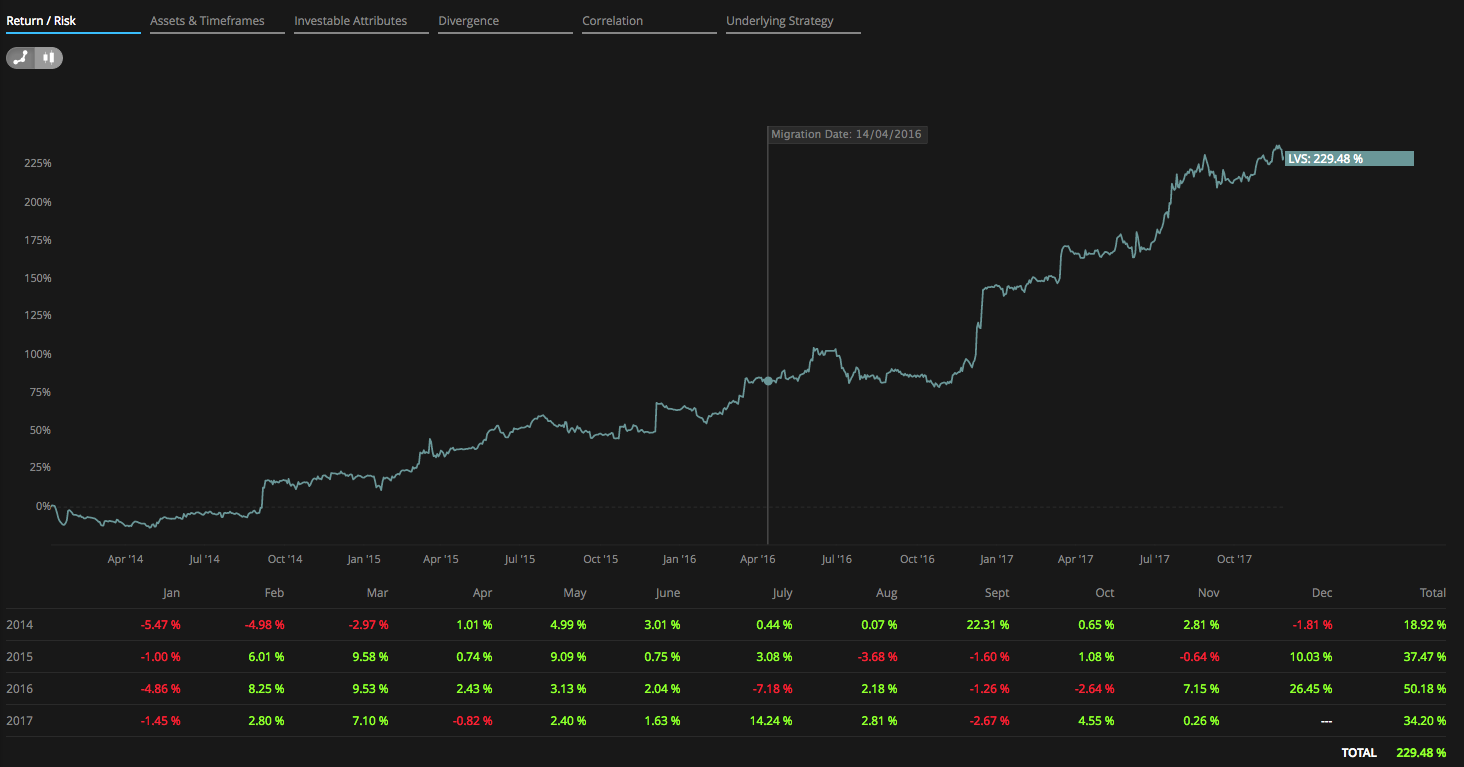 Return / Risk Assets & Timeframes Investable Attributes Divergence Correlation Underlying Strategy
Migration Date: 14/04/2016
225%
LVS: 229.48 %
200%
175%
150%
125%
100%
75%
50%
25%
0%
Apr '14 Jul '14 Oct '14 Jan '15 Apr '15 Jul '15 Oct '15 Jan '16 Apr '16 Jul '16 Oct '16 Jan '17 Apr '17 Jul '17 Oct '17
Jan Feb Mar Apr May June July Aug Sept Oct Nov Dec Total
2014 -5.47 % -4.98 % -2.97 % 1.01 % 4.99 % 3.01 % 0.44 % 0.07 % 22.31 % 0.65 % 2.81 % -1.81 % 18.92 %
2015 -1.00 % 6.01 % 9.58 % 0.74 % 9.09 % 0.75 % 3.08 % -3.68 % -1.60 % 1.08 % -0.64 % 10.03 % 37.47 %
2016 -4.86 % 8.25 % 9.53 % 2.43 % 3.13 % 2.04 % -7.18 % 2.18 % -1.26 % -2.64 % 7.15 % 26.45 % 50.18 %
2017 -1.45 % 2.80 % 7.10 % -0.82 % 2.40 % 1.63 % 14.24 % 2.81 % -2.67 % 4.55 % 0.26 % --- 34.20 %
TOTAL 229.48 %